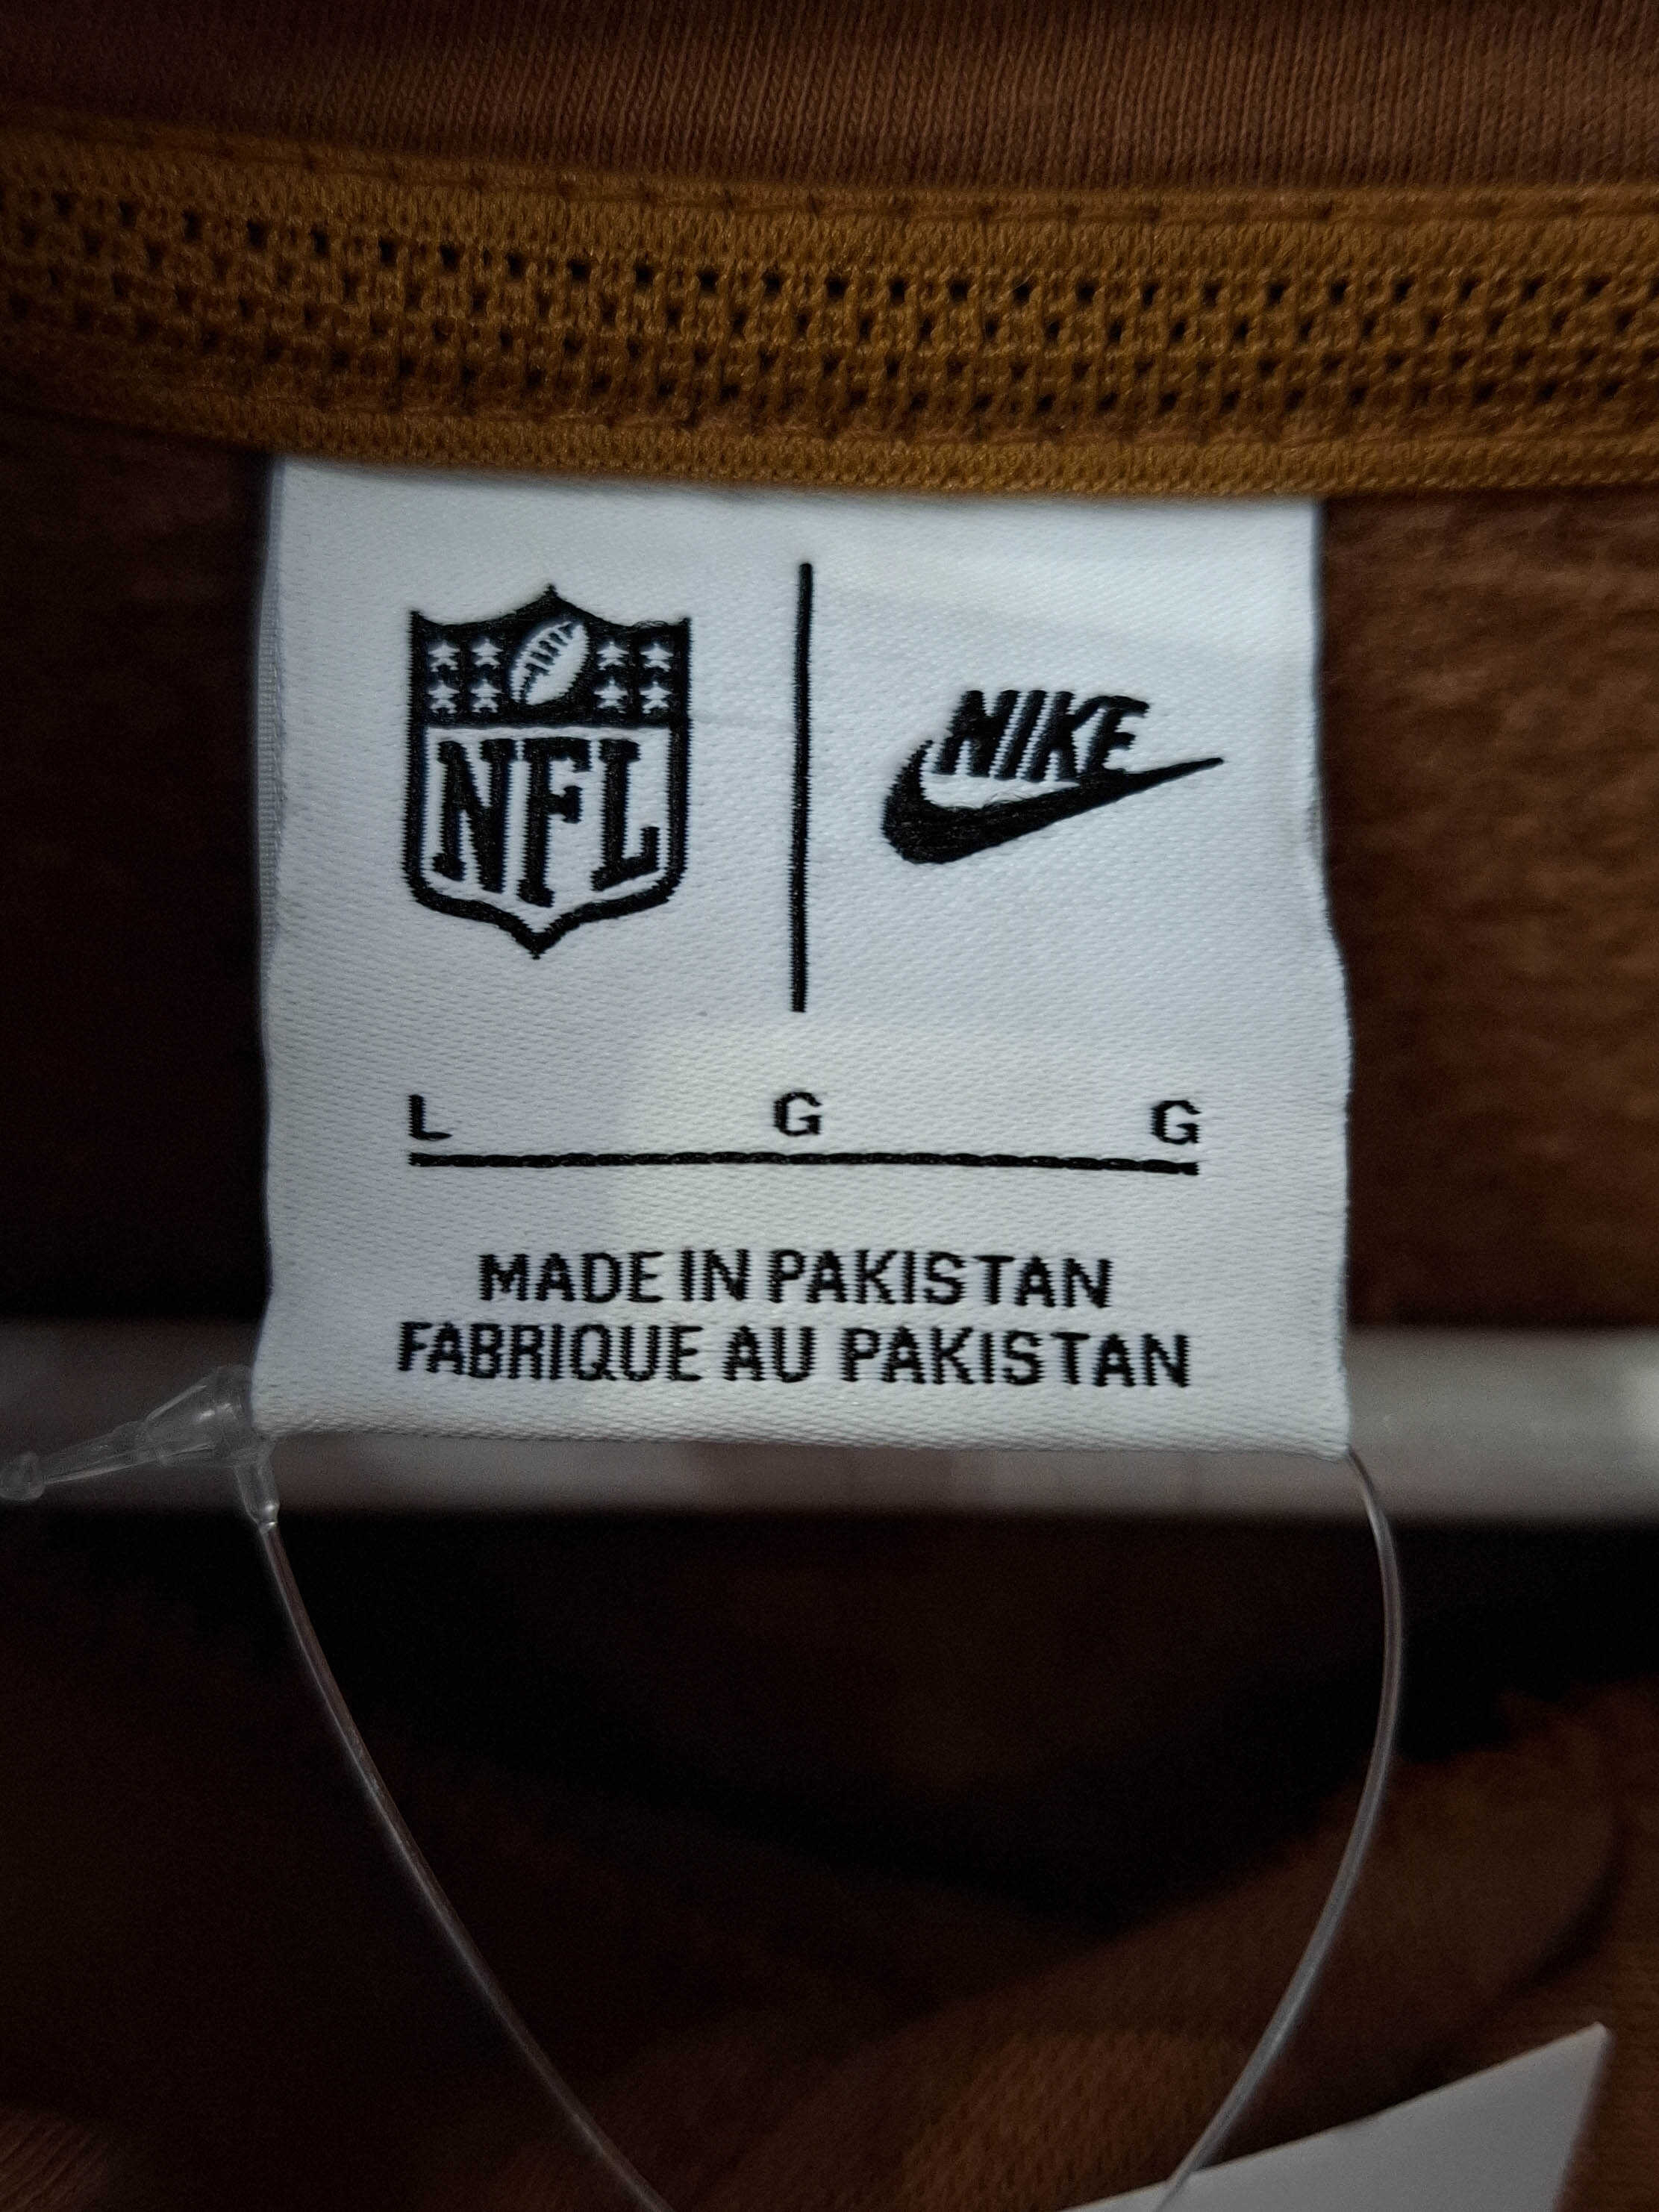 NFL
NIKE
L G G
MADE IN PAKISTAN
FABRIQUE AU PAKISTAN